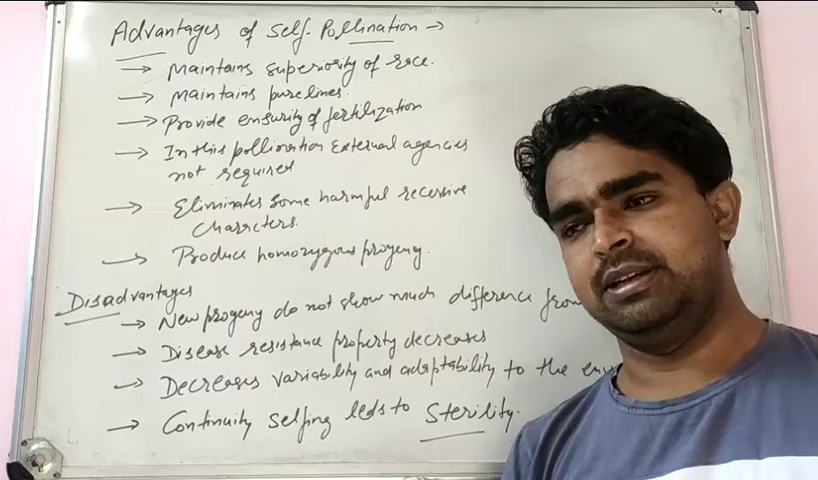 Advantages of Self-Pollination →
→ Maintains superiority of race.
→ Maintains purelines.
→ Provide ensurity of fertilization
→ In this pollination External agencies
not required
→ Eliminates some harmful recessive
characters.
→ Produce homozygous progeny.
Disadvantages
→ New progeny do not show much difference from
→ Disease resistance property decreases
→ Decreases variability and adaptability to the
→ Continuity selfing leds to Sterility.